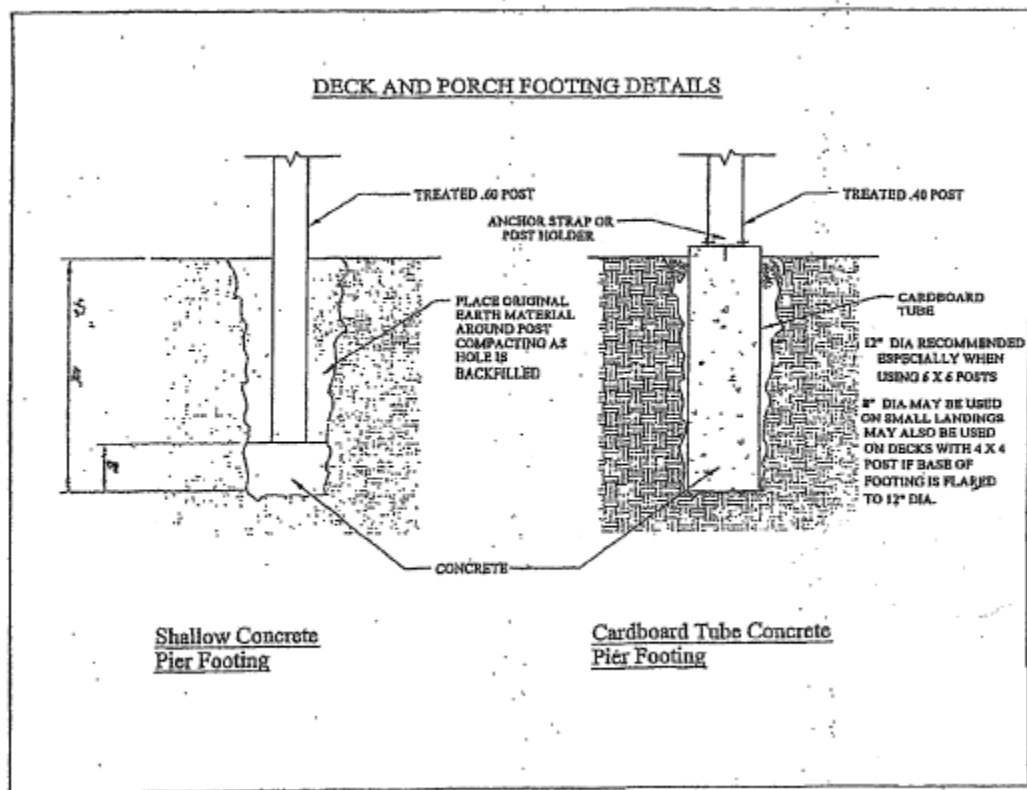 DECK AND PORCH FOOTING DETAILS
TREATED .60 POST
TREATED .40 POST
ANCHOR STRAP OR
POST HOLDER
PLACE ORIGINAL
EARTH MATERIAL
AROUND POST
COMPACTING AS
HOLE IS
BACKFILLED
CARDBOARD
TUBE
12" DIA RECOMMENDED
ESPECIALLY WHEN
USING 6 X 6 POSTS
8" DIA MAY BE USED
ON SMALL LANDINGS
MAY ALSO BE USED
ON DECKS WITH 4 X 4
POST IF BASE OF
FOOTING IS FLARED
TO 12" DIA.
CONCRETE
Shallow Concrete
Pier Footing
Cardboard Tube Concrete
Pier Footing